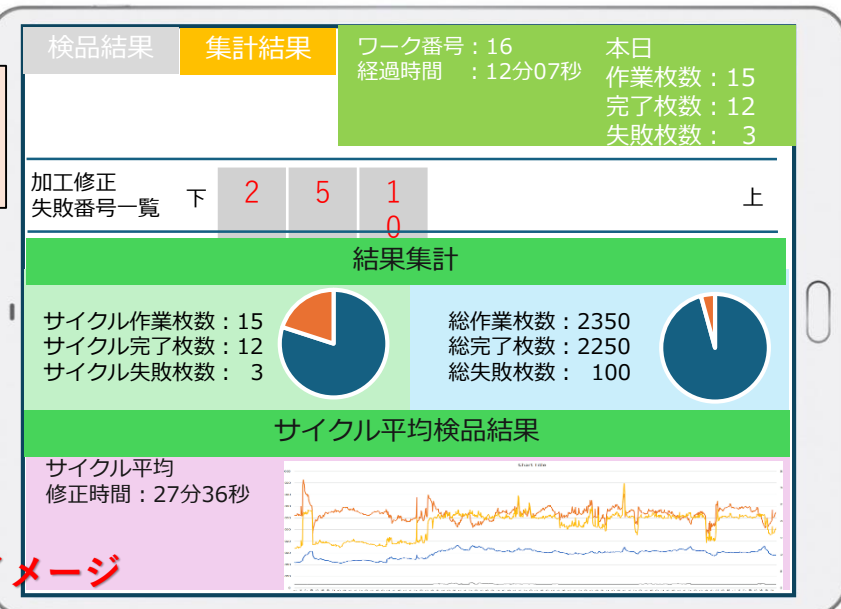 検品結果
集計結果
ワーク番号：16
経過時間　：12分07秒
本日
作業枚数：15
完了枚数：12
失敗枚数： 3
加工修正
失敗番号一覧
下
2
5
10
上
結果集計
サイクル作業枚数：15
サイクル完了枚数：12
サイクル失敗枚数： 3
総作業枚数：2350
総完了枚数：2250
総失敗枚数： 100
サイクル平均検品結果
サイクル平均
修正時間：27分36秒
メージ